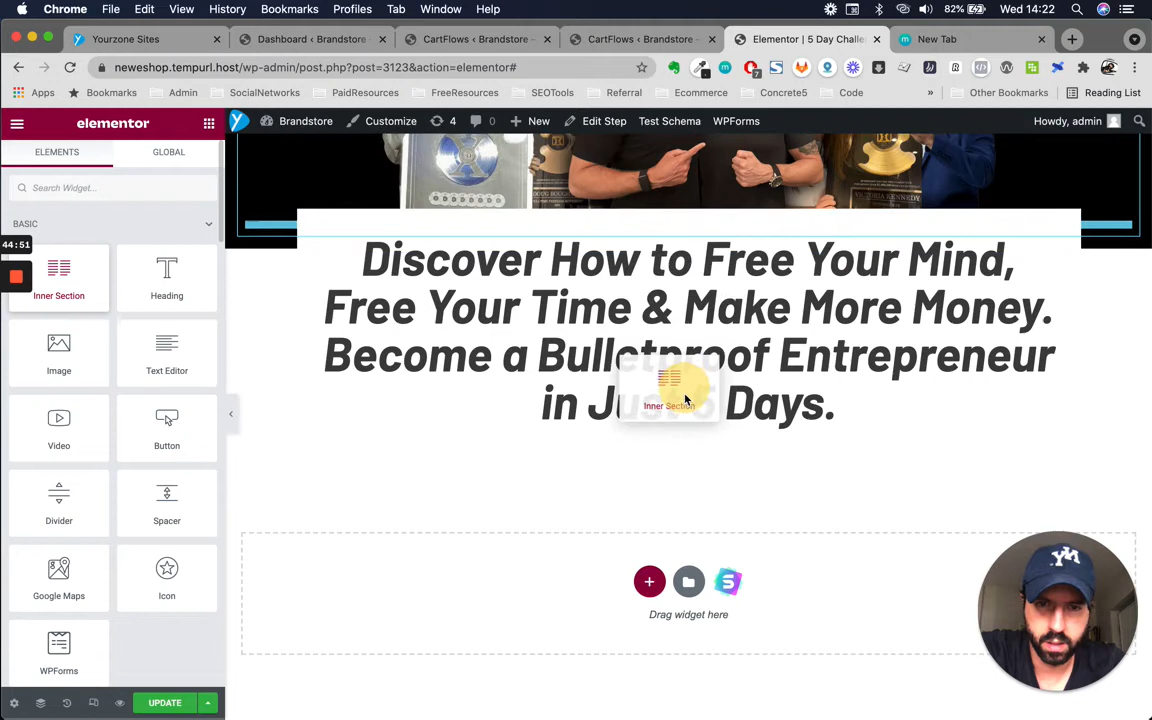 Chrome File Edit View History Bookmarks Profiles Tab Window Help 82% Wed 14:22
Yourzone Sites Dashboard ‹ Brandstore CartFlows ‹ Brandstore – CartFlows ‹ Brandstore – Elementor | 5 Day Challe New Tab
neweshop.tempurl.host/wp-admin/post.php?post=3123&action=elementor# 7
Apps Bookmarks Admin SocialNetworks PaidResources FreeResources SEOTools Referral Ecommerce Concrete5 Code » Other Bookmarks Reading List
elementor Brandstore Customize 4 0 New Edit Step Test Schema WPForms Howdy, admin
ELEMENTS GLOBAL
Search Widget...
BASIC
44:51
Inner Section Heading
Image Text Editor
Video Button
Divider Spacer
Google Maps Icon
WPForms
UPDATE
Discover How to Free Your Mind,
Free Your Time & Make More Money.
Become a Bulletproof Entrepreneur
in Just 5 Days.
Inner Section
Drag widget here